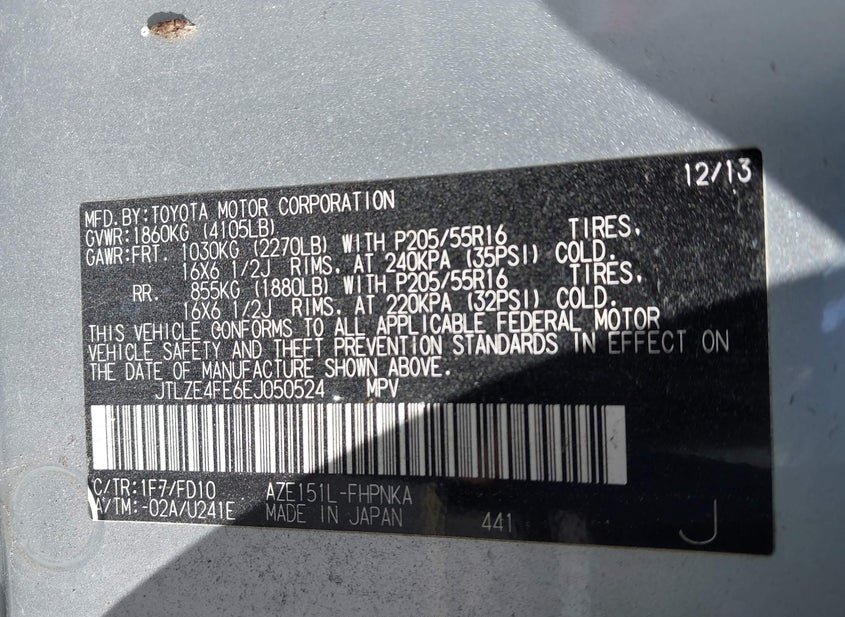 12/13
MFD.BY:TOYOTA MOTOR CORPORATION
GVWR:1860KG (4105LB)
GAWR:FRT. 1030KG (2270LB) WITH P205/55R16 TIRES,
16X6 1/2J RIMS, AT 240KPA (35PSI) COLD.
RR. 855KG (1880LB) WITH P205/55R16 TIRES,
16X6 1/2J RIMS, AT 220KPA (32PSI) COLD.
THIS VEHICLE CONFORMS TO ALL APPLICABLE FEDERAL MOTOR
VEHICLE SAFETY AND THEFT PREVENTION STANDARDS IN EFFECT ON
THE DATE OF MANUFACTURE SHOWN ABOVE.
JTLZE4FE6EJ050524 MPV
C/TR:1F7/FD10 AZE151L-FHPNKA
A/TM:-02A/U241E MADE IN JAPAN 441 J